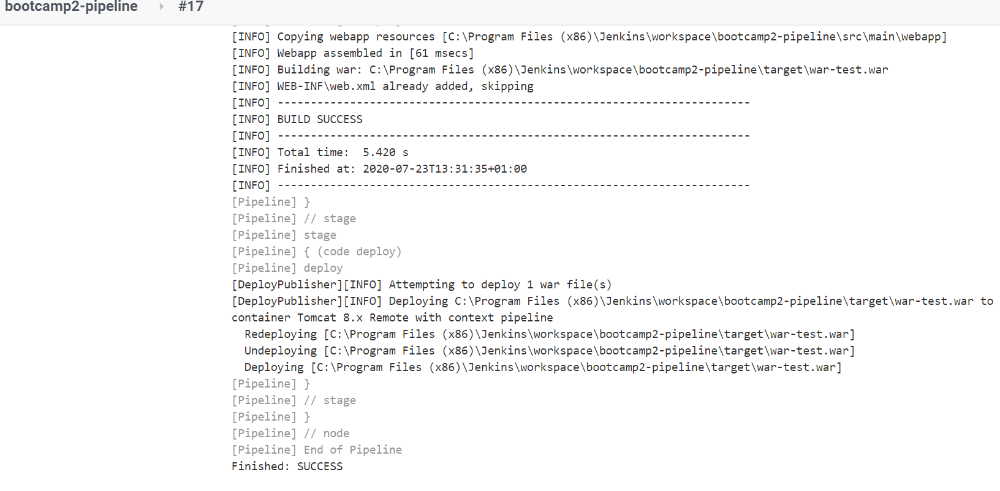 bootcamp2-pipeline #17
[INFO] Copying webapp resources [C:\Program Files (x86)\Jenkins\workspace\bootcamp2-pipeline\src\main\webapp]
[INFO] Webapp assembled in [61 msecs]
[INFO] Building war: C:\Program Files (x86)\Jenkins\workspace\bootcamp2-pipeline\target\war-test.war
[INFO] WEB-INF\web.xml already added, skipping
[INFO] ------------------------------------------------------------------------
[INFO] BUILD SUCCESS
[INFO] ------------------------------------------------------------------------
[INFO] Total time:  5.420 s
[INFO] Finished at: 2020-07-23T13:31:35+01:00
[INFO] ------------------------------------------------------------------------
[Pipeline] }
[Pipeline] // stage
[Pipeline] stage
[Pipeline] { (code deploy)
[Pipeline] deploy
[DeployPublisher][INFO] Attempting to deploy 1 war file(s)
[DeployPublisher][INFO] Deploying C:\Program Files (x86)\Jenkins\workspace\bootcamp2-pipeline\target\war-test.war to
container Tomcat 8.x Remote with context pipeline
  Redeploying [C:\Program Files (x86)\Jenkins\workspace\bootcamp2-pipeline\target\war-test.war]
  Undeploying [C:\Program Files (x86)\Jenkins\workspace\bootcamp2-pipeline\target\war-test.war]
  Deploying [C:\Program Files (x86)\Jenkins\workspace\bootcamp2-pipeline\target\war-test.war]
[Pipeline] }
[Pipeline] // stage
[Pipeline] }
[Pipeline] // node
[Pipeline] End of Pipeline
Finished: SUCCESS